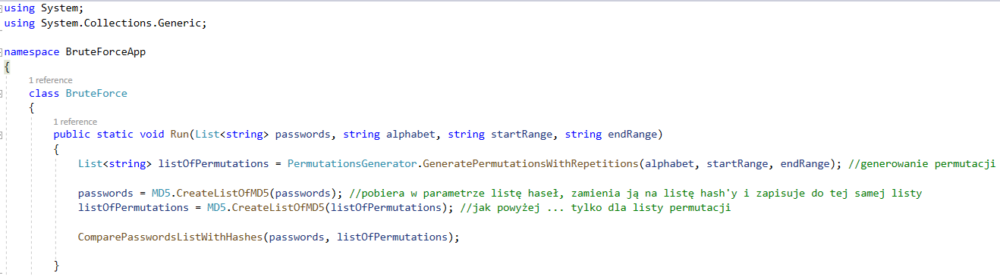 using System;
using System.Collections.Generic;
namespace BruteForceApp
{
1 reference
class BruteForce
{
1 reference
public static void Run(List<string> passwords, string alphabet, string startRange, string endRange)
{
List<string> listOfPermutations = PermutationsGenerator.GeneratePermutationsWithRepetitions(alphabet, startRange, endRange); //generowanie permutacji
passwords = MD5.CreateListOfMD5(passwords); //pobiera w parametrze listę haseł, zamienia ją na listę hash'y i zapisuje do tej samej listy
listOfPermutations = MD5.CreateListOfMD5(listOfPermutations); //jak powyżej ... tylko dla listy permutacji
ComparePasswordsListWithHashes(passwords, listOfPermutations);
}